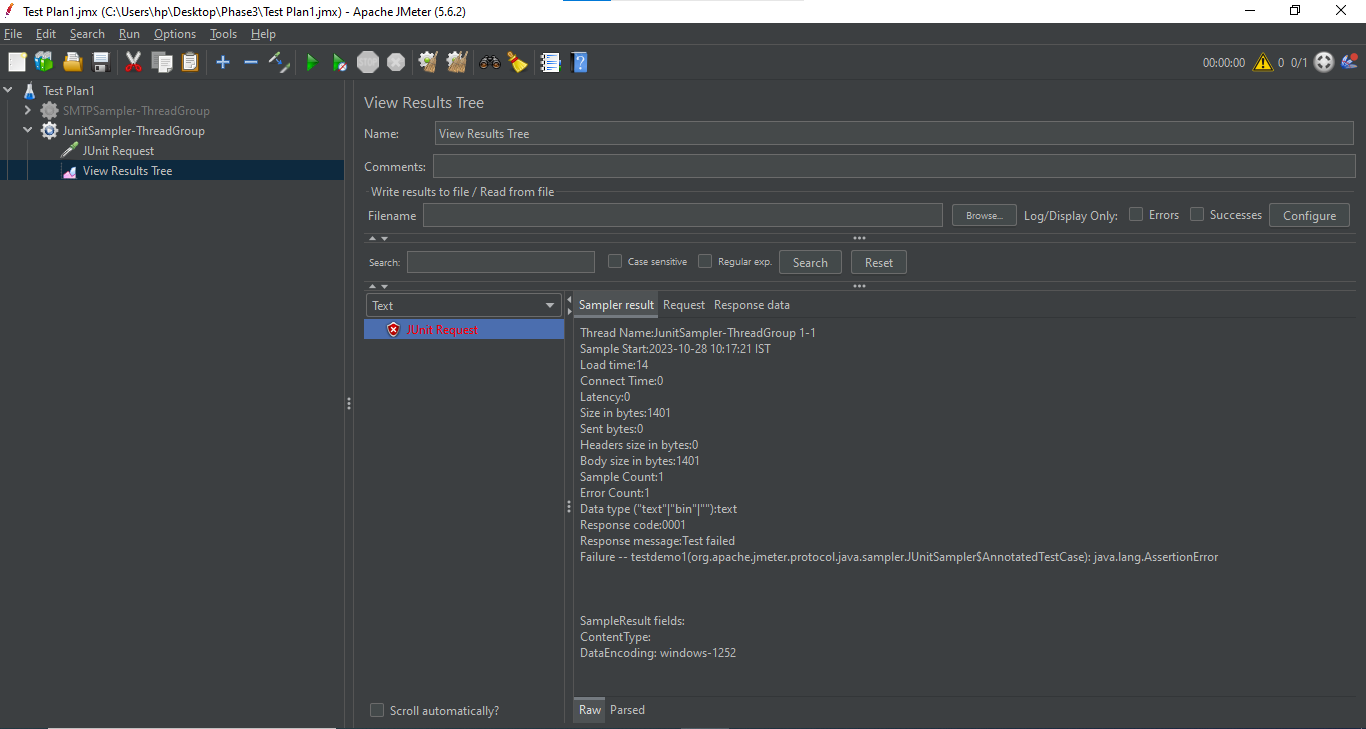 Test Plan1.jmx (C:\Users\hp\Desktop\Phase3\Test Plan1.jmx) - Apache JMeter (5.6.2)
File Edit Search Run Options Tools Help
STOP
00:00:00 0 0/1
Test Plan1
SMTPSampler-ThreadGroup
JunitSampler-ThreadGroup
JUnit Request
View Results Tree
View Results Tree
Name: View Results Tree
Comments:
Write results to file / Read from file
Filename Browse... Log/Display Only: Errors Successes Configure
Search: Case sensitive Regular exp. Search Reset
Text
JUnit Request
Sampler result Request Response data
Thread Name:JunitSampler-ThreadGroup 1-1
Sample Start:2023-10-28 10:17:21 IST
Load time:14
Connect Time:0
Latency:0
Size in bytes:1401
Sent bytes:0
Headers size in bytes:0
Body size in bytes:1401
Sample Count:1
Error Count:1
Data type ("text"|"bin"|""):text
Response code:0001
Response message:Test failed
Failure -- testdemo1(org.apache.jmeter.protocol.java.sampler.JUnitSampler$AnnotatedTestCase): java.lang.AssertionError
SampleResult fields:
ContentType:
DataEncoding: windows-1252
Scroll automatically?
Raw Parsed